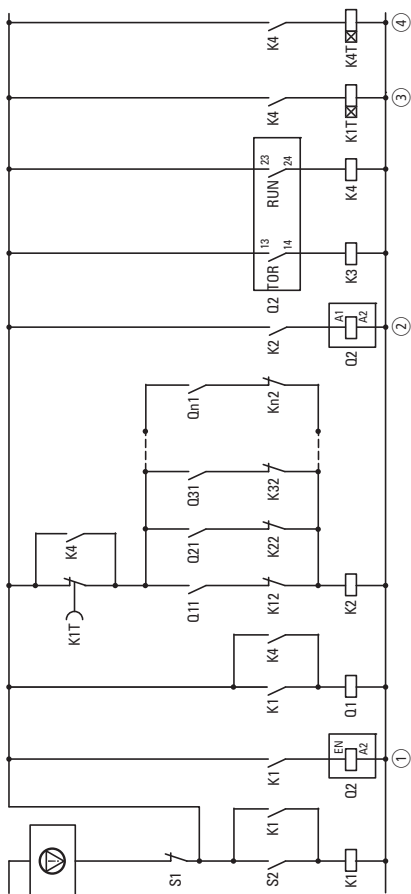 S1
S2
K1
K1
K1
Q2
EN
A2
①
K1
K4
Q1
K1T
K4
Q11
Q21
Q31
Qn1
K12
K22
K32
Kn2
K2
K2
Q2
A1
A2
②
Q2
TOR
13
14
K3
RUN
23
24
K4
K4
K1T
③
K4
K4T
④